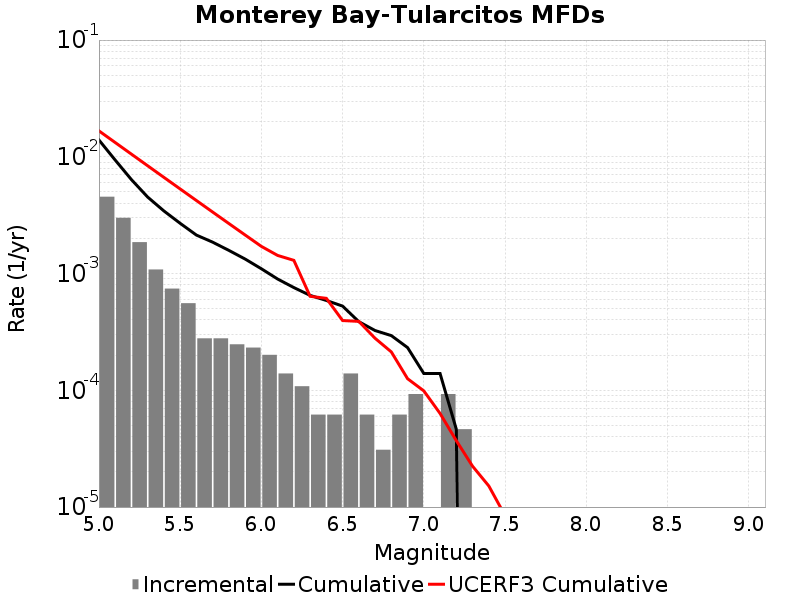 Monterey Bay-Tularcitos MFDs
10-1
10-2
10-3
10-4
10-5
Rate (1/yr)
5.0 5.5 6.0 6.5 7.0 7.5 8.0 8.5 9.0
Magnitude
Incremental Cumulative UCERF3 Cumulative